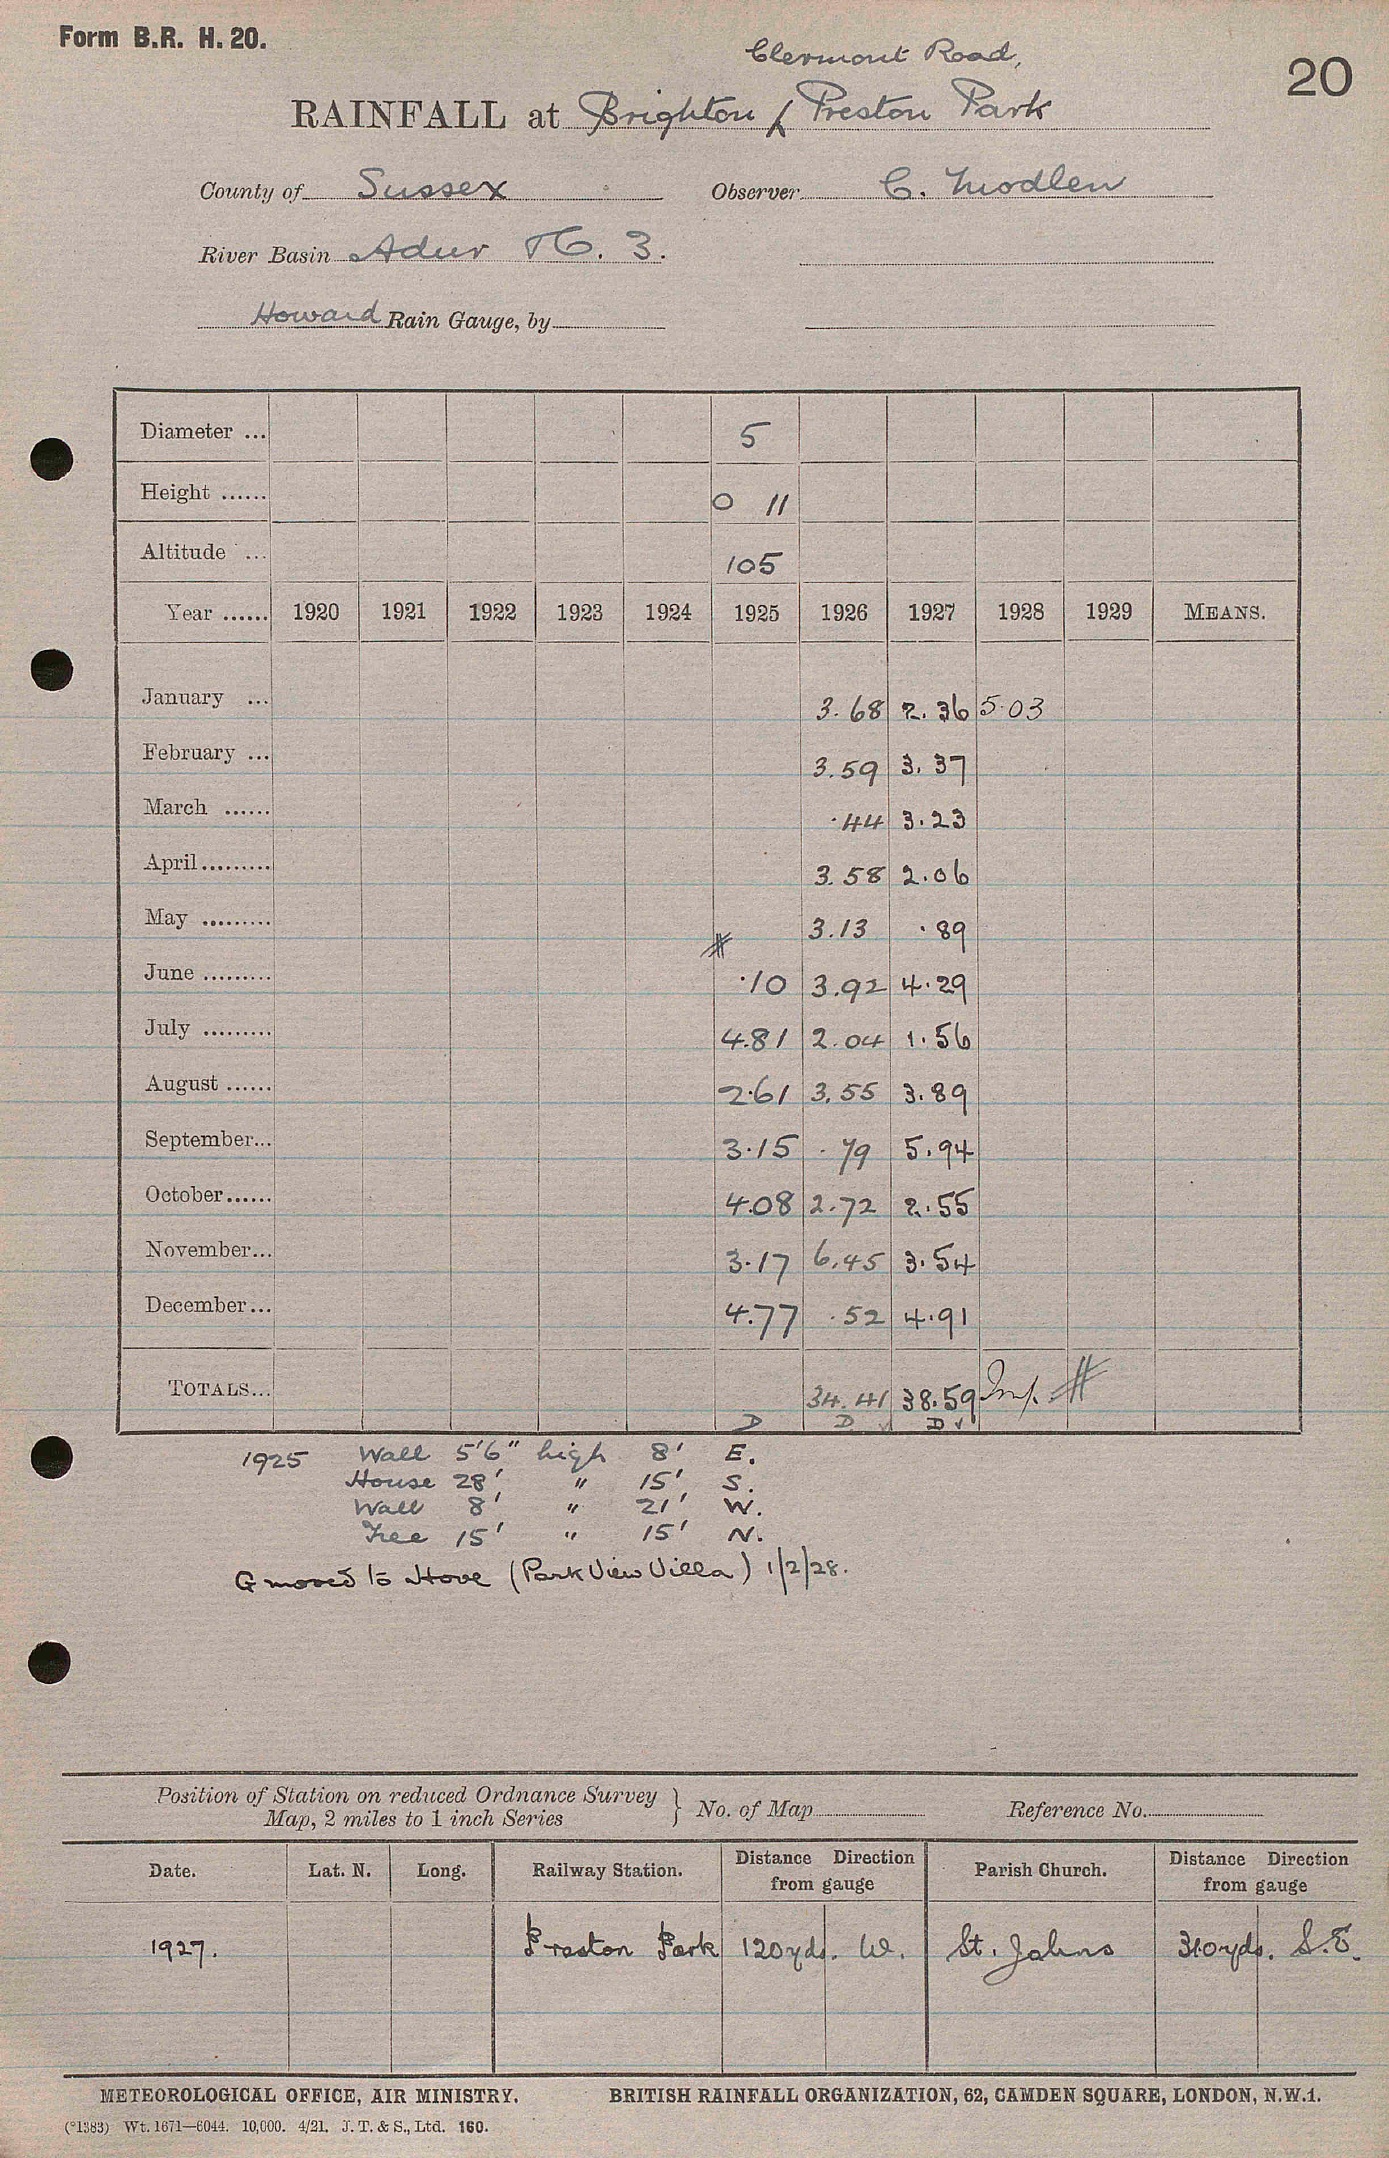 Form B.R. H. 20.
20
Clermont Road,
RAINFALL at Brighton Preston Park
County of Sussex Observer C. Modlen
River Basin Adur 3.
Howard Rain Gauge, by
Diameter ... 5
Height ...... 0 11
Altitude ... 105
Year ...... 1920 1921 1922 1923 1924 1925 1926 1927 1928 1929 MEANS.
January ... 3.68 2.36 5.03
February ... 3.59 3.37
March ...... .44 3.23
April......... 3.58 2.06
May ......... 3.13 .89
#
June ......... .10 3.92 4.29
July ......... 4.81 2.04 1.56
August ...... 2.61 3.55 3.89
September... 3.15 .79 5.94
October...... 4.08 2.72 2.55
November... 3.17 6.45 3.54
December... 4.77 .52 4.91
TOTALS... 34.41 38.59 Imp. #
D D ✓ D ✓
1925 Wall 5'6" high 8' E.
House 28' " 15' S.
Wall 8' " 21' W.
Tree 15' " 15' N.
G moved to Hove (Park View Villa) 1/2/28.
Position of Station on reduced Ordnance Survey
Map, 2 miles to 1 inch Series } No. of Map Reference No.
Date. Lat. N. Long. Railway Station. Distance Direction from gauge Parish Church. Distance Direction from gauge
1927. Preston Park 120 yds. W. St. Johns 310 yds. S.E.
METEOROLOGICAL OFFICE, AIR MINISTRY. BRITISH RAINFALL ORGANIZATION, 62, CAMDEN SQUARE, LONDON, N.W.1.
(*1383) Wt. 1671—6044. 10,000. 4/21. J. T. & S., Ltd. 160.